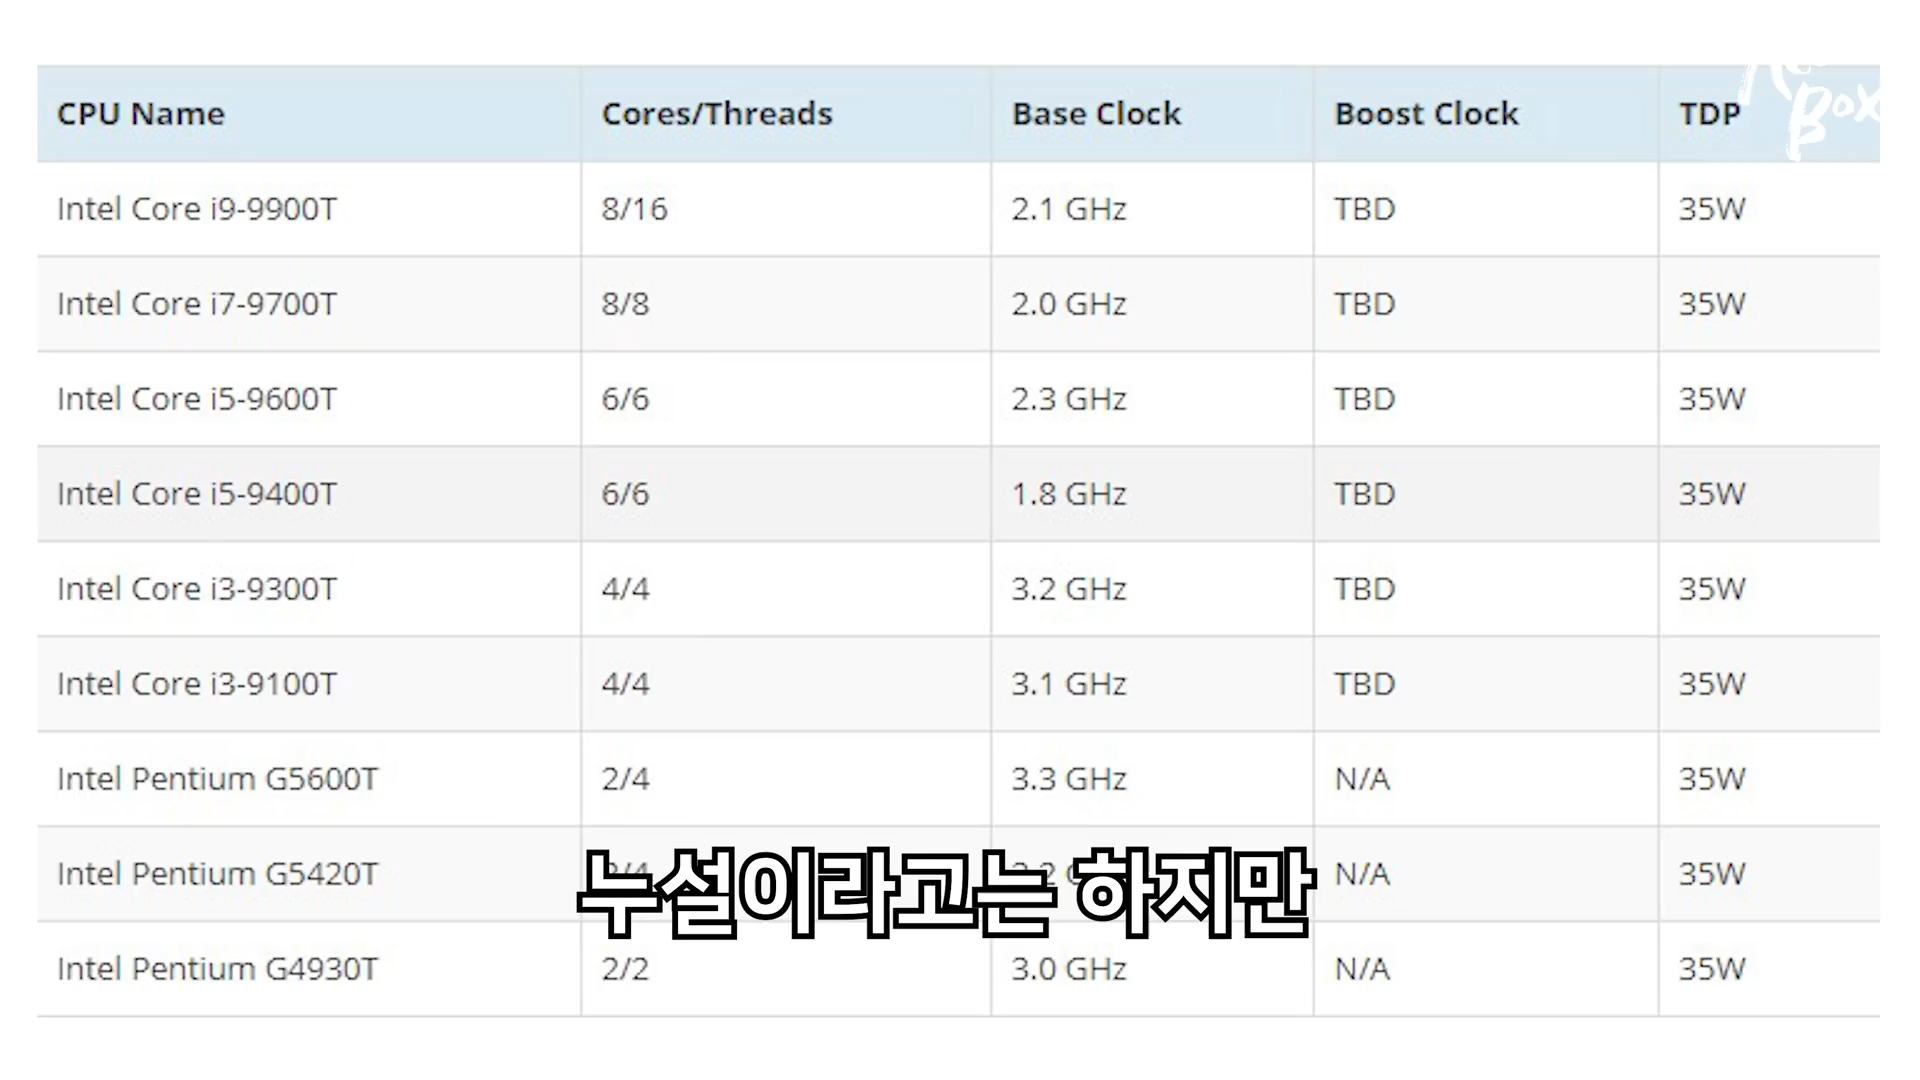 CPU Name Cores/Threads Base Clock Boost Clock TDP
Box
Intel Core i9-9900T 8/16 2.1 GHz TBD 35W
Intel Core i7-9700T 8/8 2.0 GHz TBD 35W
Intel Core i5-9600T 6/6 2.3 GHz TBD 35W
Intel Core i5-9400T 6/6 1.8 GHz TBD 35W
Intel Core i3-9300T 4/4 3.2 GHz TBD 35W
Intel Core i3-9100T 4/4 3.1 GHz TBD 35W
Intel Pentium G5600T 2/4 3.3 GHz N/A 35W
Intel Pentium G5420T N/A 35W
누설이라고는 하지만
Intel Pentium G4930T 2/2 3.0 GHz N/A 35W